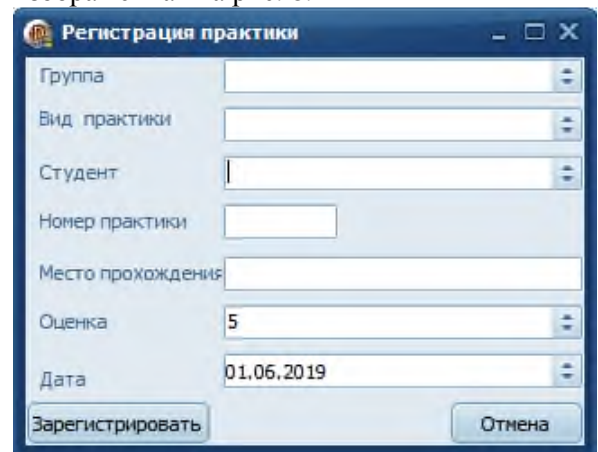 Регистрация практики
Группа
Вид практики
Студент
Номер практики
Место прохождения
Оценка 5
Дата 01.06.2019
Зарегистрировать Отмена